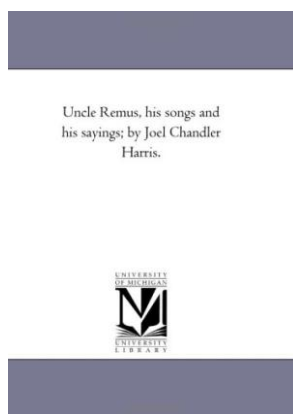 Uncle Remus, his songs and
his sayings; by Joel Chandler
Harris.
UNIVERSITY
OF MICHIGAN
UNIVERSITY
LIBRARY